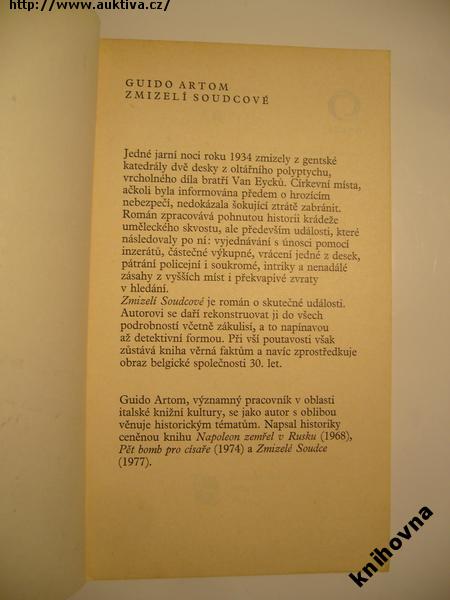 http://www.auktiva.cz/
GUIDO ARTOM
ZMIZELÍ SOUDCOVÉ
Jedné jarní noci roku 1934 zmizely z gentské
katedrály dvě desky z oltářního polyptychu,
vrcholného díla bratří Van Eycků. Církevní místa,
ačkoli byla informována předem o hrozícím
nebezpečí, nedokázala šokující ztrátě zabránit.
Román zpracovává pohnutou historii krádeže
uměleckého skvostu, ale především události, které
následovaly po ní: vyjednávání s únosci pomocí
inzerátů, částečné výkupné, vrácení jedné z desek,
pátrání policejní i soukromé, intriky a nenadálé
zásahy z vyšších míst i překvapivé zvraty
v hledání.
Zmizelí Soudcové je román o skutečné události.
Autorovi se daří rekonstruovat ji do všech
podrobností včetně zákulisí, a to napínavou
až detektivní formou. Při vší poutavosti však
zůstává kniha věrná faktům a navíc zprostředkuje
obraz belgické společnosti 30. let.
Guido Artom, významný pracovník v oblasti
italské knižní kultury, se jako autor s oblibou
věnuje historickým tématům. Napsal historiky
ceněnou knihu Napoleon zemřel v Rusku (1968),
Pět bomb pro císaře (1974) a Zmizelé Soudce
(1977).
knihovna